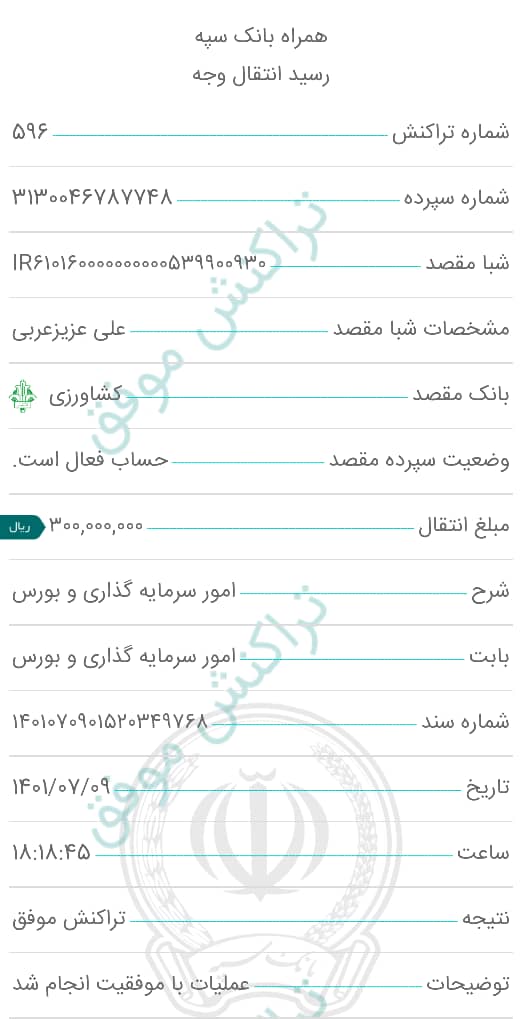 همراه بانک سپه
رسید انتقال وجه
شماره تراکنش ۵۹۶
شماره سپرده ۳۱۳۰۰۴۶۷۸۷۷۴۸
شبا مقصد IR۶۱۰۱۶۰۰۰۰۰۰۰۰۰۰۵۳۹۹۰۰۹۳۰
مشخصات شبا مقصد علی عزیزعربی
بانک مقصد کشاورزی
وضعیت سپرده مقصد حساب فعال است.
مبلغ انتقال ۳۰۰,۰۰۰,۰۰۰ ریال
شرح امور سرمایه گذاری و بورس
بابت امور سرمایه گذاری و بورس
شماره سند ۱۴۰۱۰۷۰۹۰۱۵۲۰۳۴۹۷۶۸
تاریخ ۱۴۰۱/۰۷/۰۹
ساعت ۱۸:۱۸:۴۵
نتیجه تراکنش موفق
توضیحات عملیات با موفقیت انجام شد
تراکنش موفق
تراکنش موفق
بانک سپه